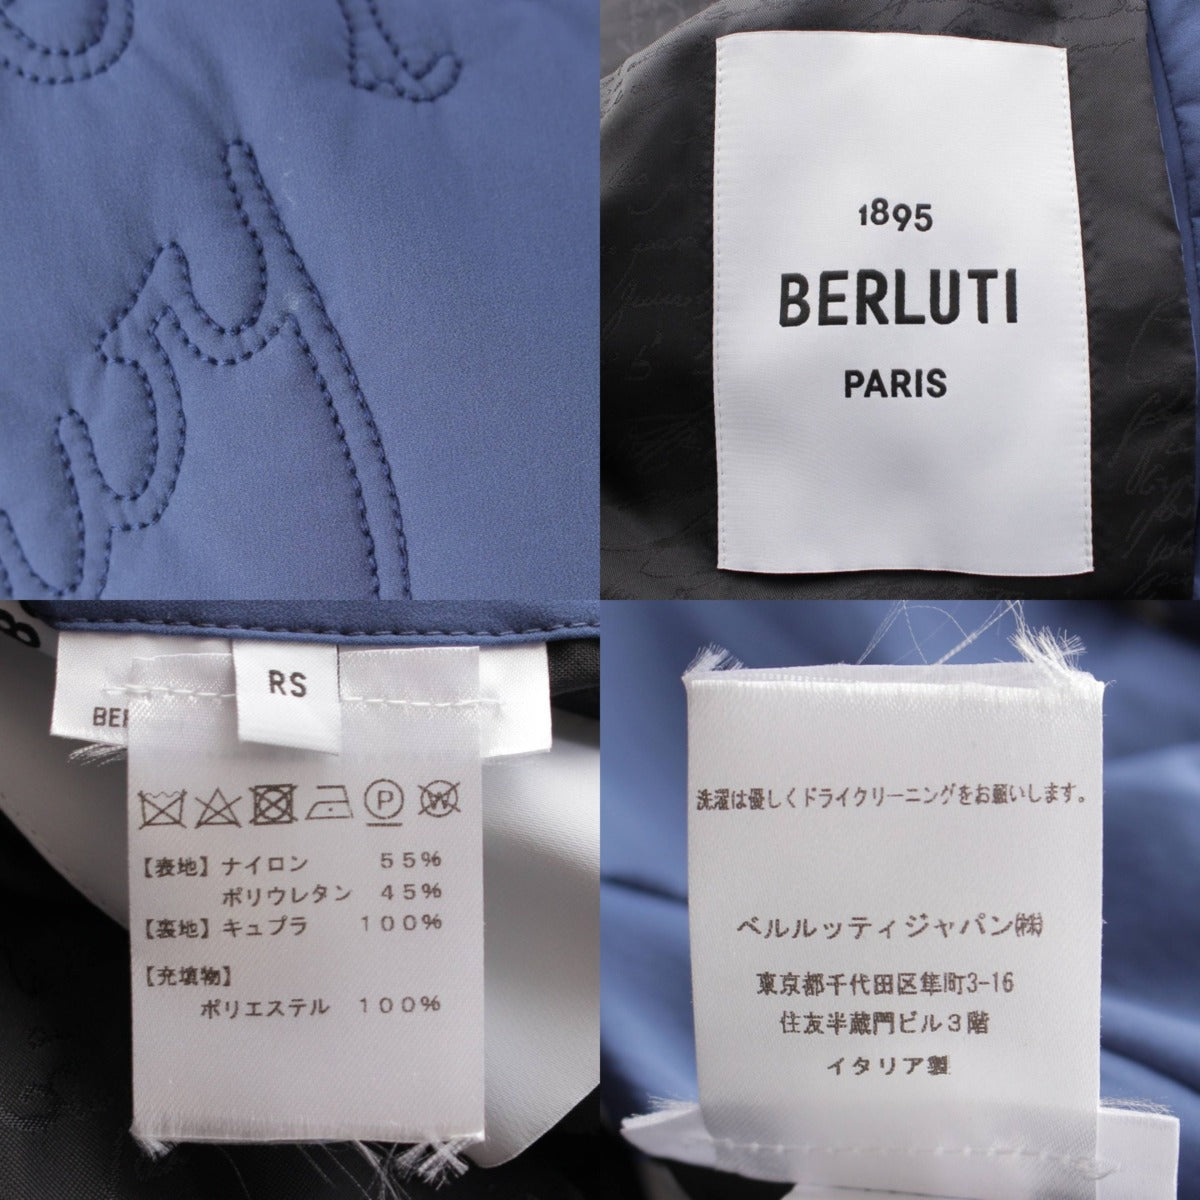 1895
BERLUTI
PARIS
RS
BER
P
W
【表地】ナイロン 55%
ポリウレタン 45%
【裏地】キュプラ 100%
【充填物】
ポリエステル 100%
洗濯は優しくドライクリーニングをお願いします。
ベルルッティジャパン㈱
東京都千代田区隼町3-16
住友半蔵門ビル3階
イタリア製